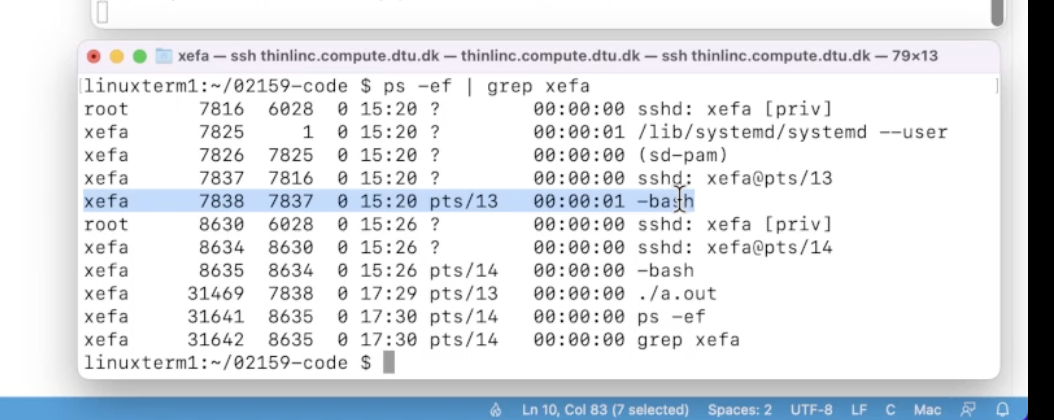 xefa — ssh thinlinc.compute.dtu.dk — thinlinc.compute.dtu.dk — ssh thinlinc.compute.dtu.dk — 79×13
linuxterm1:~/02159-code $ ps -ef | grep xefa
root 7816 6028 0 15:20 ? 00:00:00 sshd: xefa [priv]
xefa 7825 1 0 15:20 ? 00:00:01 /lib/systemd/systemd --user
xefa 7826 7825 0 15:20 ? 00:00:00 (sd-pam)
xefa 7837 7816 0 15:20 ? 00:00:00 sshd: xefa@pts/13
xefa 7838 7837 0 15:20 pts/13 00:00:01 -bash
root 8630 6028 0 15:26 ? 00:00:00 sshd: xefa [priv]
xefa 8634 8630 0 15:26 ? 00:00:00 sshd: xefa@pts/14
xefa 8635 8634 0 15:26 pts/14 00:00:00 -bash
xefa 31469 7838 0 17:29 pts/13 00:00:00 ./a.out
xefa 31641 8635 0 17:30 pts/14 00:00:00 ps -ef
xefa 31642 8635 0 17:30 pts/14 00:00:00 grep xefa
linuxterm1:~/02159-code $
Ln 10, Col 83 (7 selected) Spaces: 2 UTF-8 LF C Mac